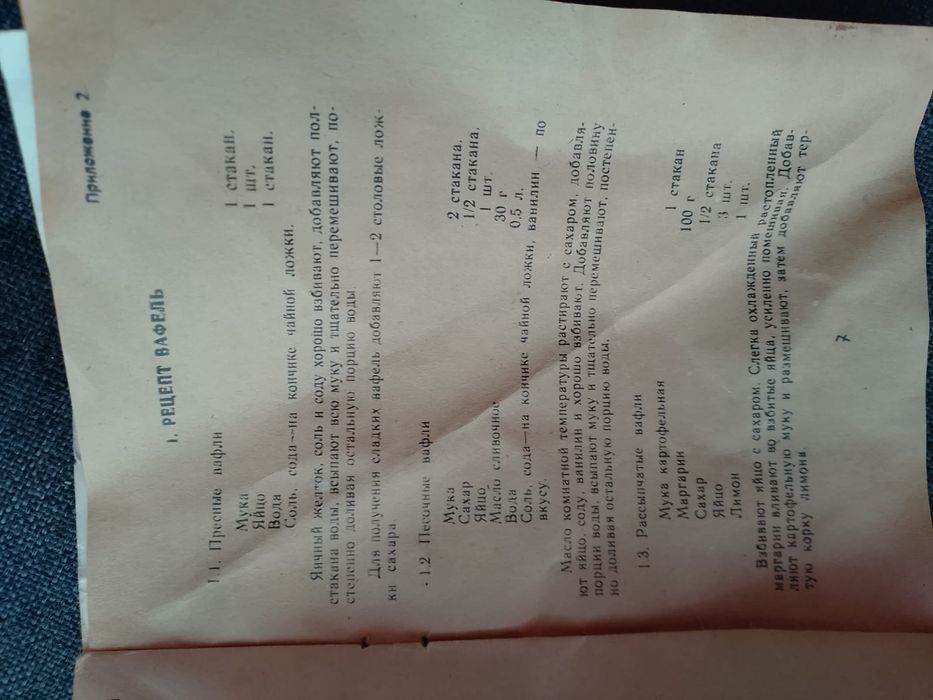 Приложение 2
1. РЕЦЕПТ ВАФЕЛЬ
1.1. Пресные вафли
Мука 1 стакан.
Яйцо 1 шт.
Вода 1 стакан.
Соль, сода—на кончике чайной ложки.
Яичный желток, соль и соду хорошо взбивают, добавляют пол-
стакана воды, всыпают всю муку и тщательно перемешивают, по-
степенно доливая остальную порцию воды.
Для получения сладких вафель добавляют 1—2 столовые лож-
ки сахара.
1.2. Песочные вафли
Мука 2 стакана.
Сахар 1/2 стакана.
Яйцо 1 шт.
Масло сливочное 30 г
Вода 0,5 л.
Соль, сода—на кончике чайной ложки, ванилин — по
вкусу.
Масло комнатной температуры растирают с сахаром, добавля-
ют яйцо, соду, ванилин и хорошо взбивают. Добавляют половину
порции воды, всыпают муку и тщательно перемешивают, постепен-
но доливая остальную порцию воды.
1.3. Рассыпчатые вафли
Мука картофельная 1 стакан
Маргарин 100 г
Сахар 1/2 стакана
Яйцо 3 шт.
Лимон 1 шт.
Взбивают яйцо с сахаром. Слегка охлажденный растопленный
маргарин вливают во взбитые яйца, усиленно помешивая. Добав-
ляют картофельную муку и размешивают, затем добавляют тер-
тую корку лимона.
7